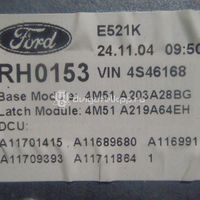 Ford
E521K
24.11.04 09:50
RH0153 VIN 4S46168
Base Module: 4M51 A203A28BG
Latch Module: 4M51 A219A64EH
DCU:
A11701415 , A11689680 A116991
A11709393 A11711864 1